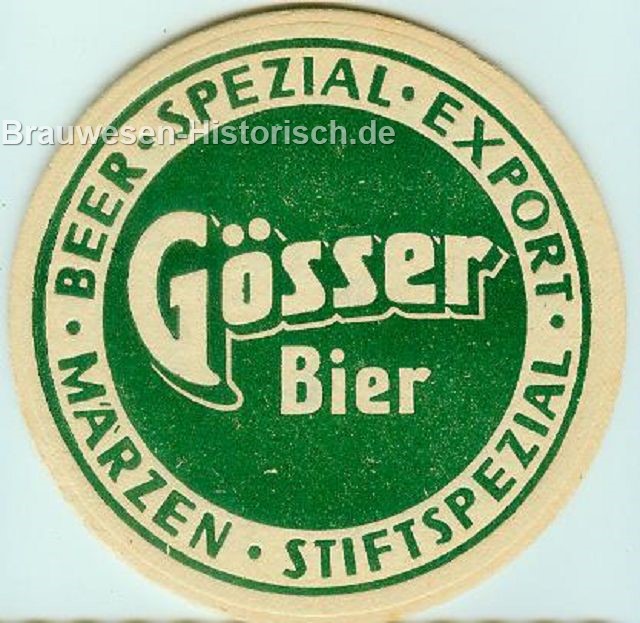 Brauwesen-Historisch.de
BEER · SPEZIAL · EXPORT ·
Gösser
Bier
· MÄRZEN · STIFTSPEZIAL